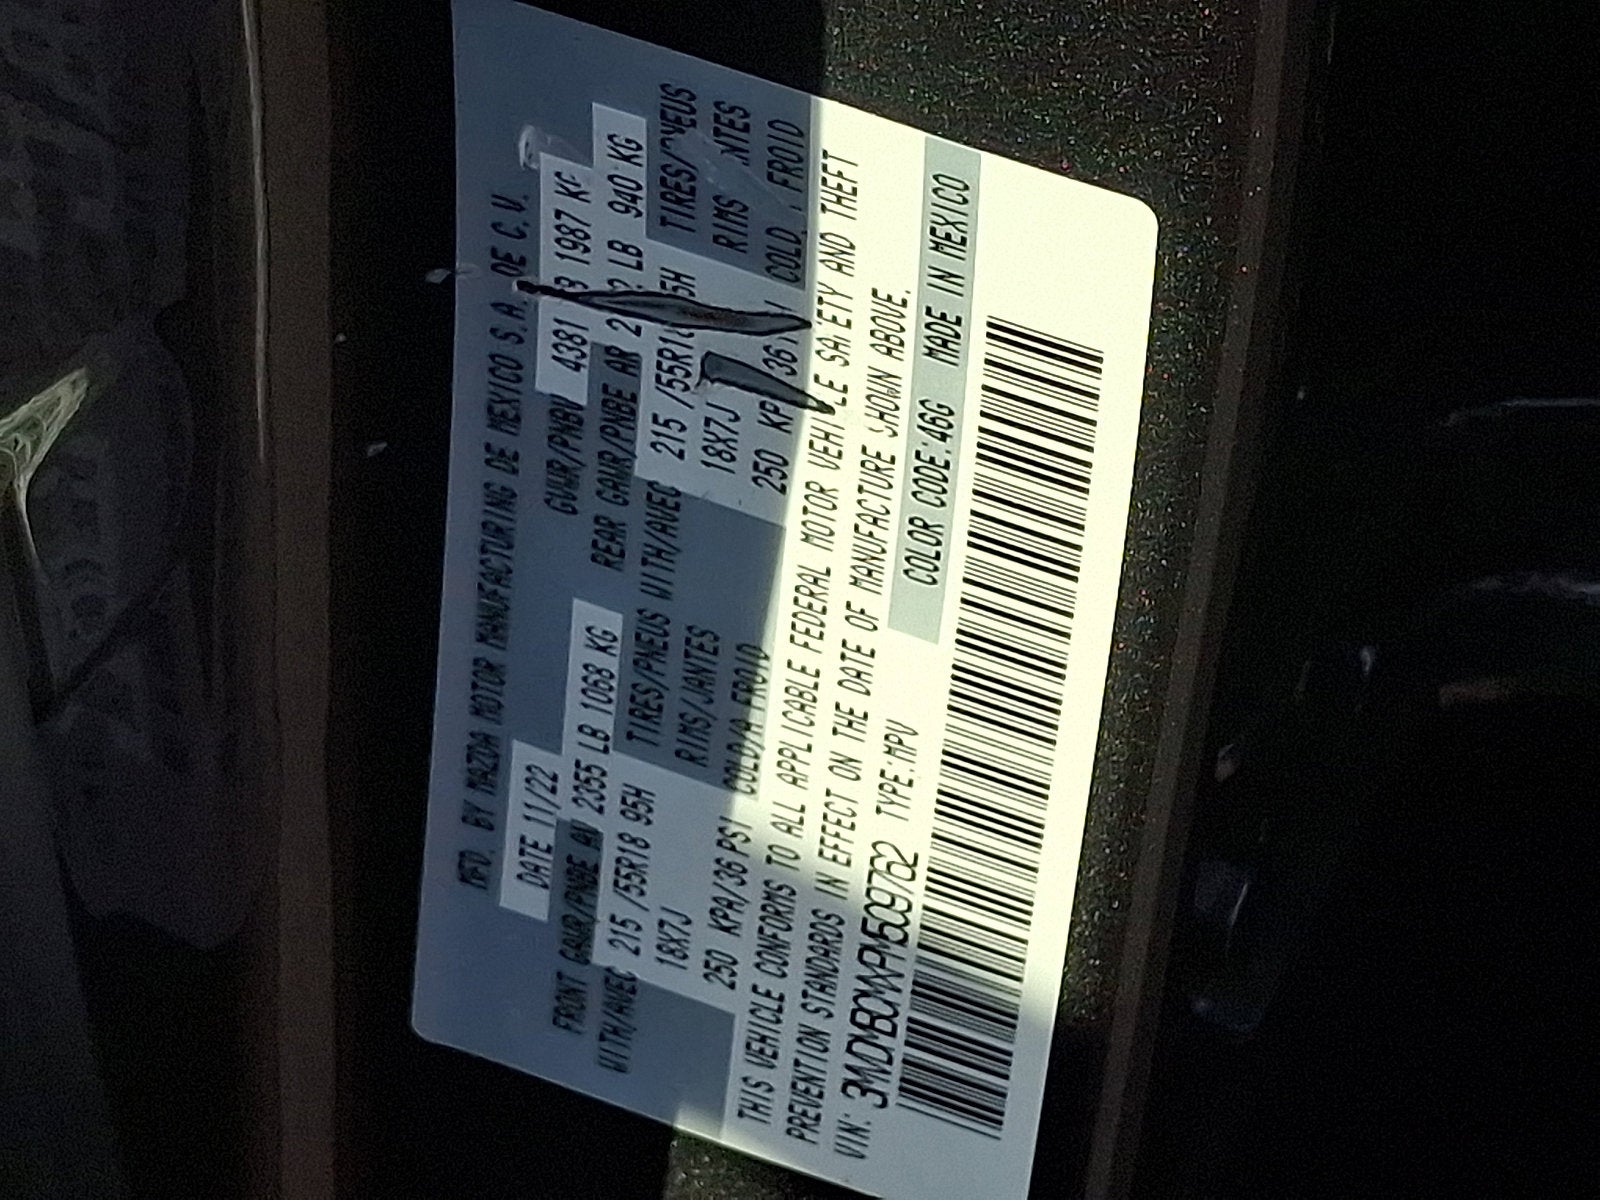 MFD. BY MAZDA MOTOR MANUFACTURING DE MEXICO S.A. DE C.V.
DATE 11/22 GVWR/PNBV 4381 1987
FRONT GAWR/PNBE AV 2355 LB 1068 KG REAR GAWR/PNBE AR LB 940 KG
WITH/AVEC 215 /55R18 95H TIRES/PNEUS WITH/AVEC 215 /55R18 TIRES/PNEUS
18X7J RIMS/JANTES 18X7J RIMS
250 KPA/36 PSI COLD/A FROID 250 36 COLD FROID
THIS VEHICLE CONFORMS TO ALL APPLICABLE FEDERAL MOTOR VEHICLE SAFETY AND THEFT
PREVENTION STANDARDS IN EFFECT ON THE DATE OF MANUFACTURE SHOWN ABOVE.
VIN: 3MVDMBCMXPM509762 TYPE:MPV COLOR CODE:46G MADE IN MEXICO